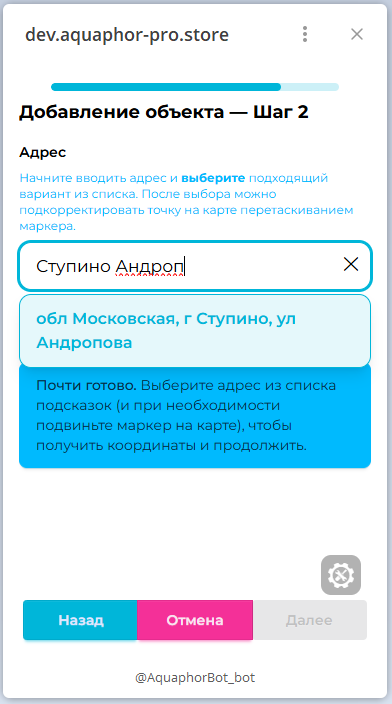 dev.aquaphor-pro.store
Добавление объекта — Шаг 2
Адрес
Начните вводить адрес и выберите подходящий
вариант из списка. После выбора можно
подкорректировать точку на карте перетаскиванием
маркера.
Ступино Андроп
обл Московская, г Ступино, ул
Андропова
Почти готово. Выберите адрес из списка
подсказок (и при необходимости
подвиньте маркер на карте), чтобы
получить координаты и продолжить.
Назад Отмена Далее
@AquaphorBot_bot